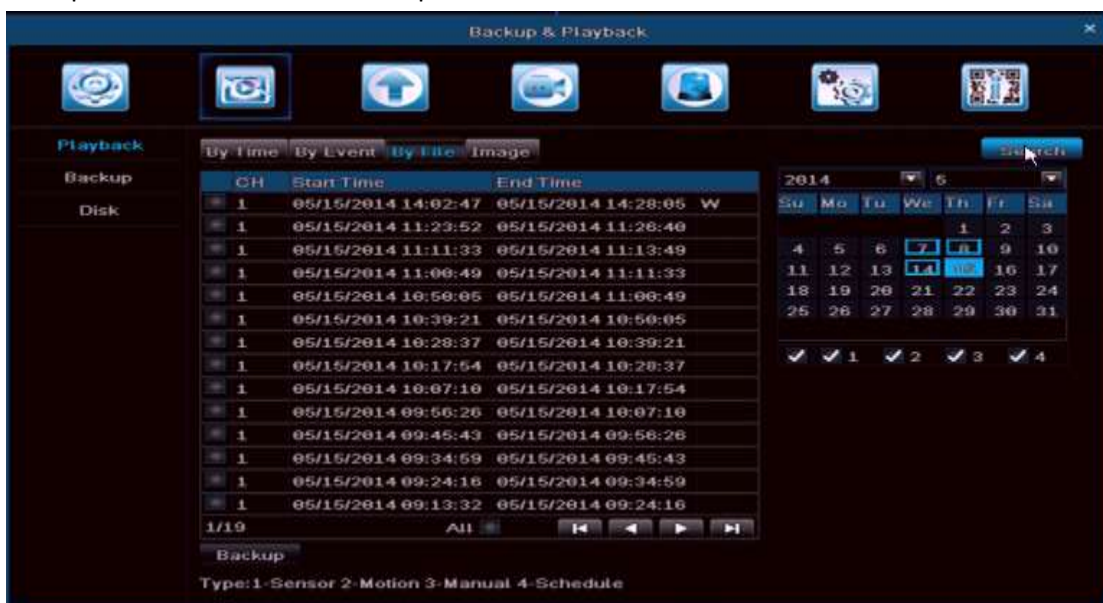 Backup & Playback
Playback
Backup
Disk
By Time By Event By File Image
Search
CH Start Time End Time
1 05/15/2014 14:02:47 05/15/2014 14:28:05 W
1 05/15/2014 11:23:52 05/15/2014 11:26:40
1 05/15/2014 11:11:33 05/15/2014 11:13:49
1 05/15/2014 11:00:49 05/15/2014 11:11:33
1 05/15/2014 10:50:05 05/15/2014 11:00:49
1 05/15/2014 10:39:21 05/15/2014 10:50:05
1 05/15/2014 10:28:37 05/15/2014 10:39:21
1 05/15/2014 10:17:54 05/15/2014 10:28:37
1 05/15/2014 10:07:10 05/15/2014 10:17:54
1 05/15/2014 09:56:26 05/15/2014 10:07:10
1 05/15/2014 09:45:43 05/15/2014 09:56:26
1 05/15/2014 09:34:59 05/15/2014 09:45:43
1 05/15/2014 09:24:16 05/15/2014 09:34:59
1 05/15/2014 09:13:32 05/15/2014 09:24:16
1/19 All
Backup
Type:1-Sensor 2-Motion 3-Manual 4-Schedule
2014 5
Su Mo Tu We Th Fr Sa
1 2 3
4 5 6 7 8 9 10
11 12 13 14 15 16 17
18 19 20 21 22 23 24
25 26 27 28 29 30 31
1 2 3 4